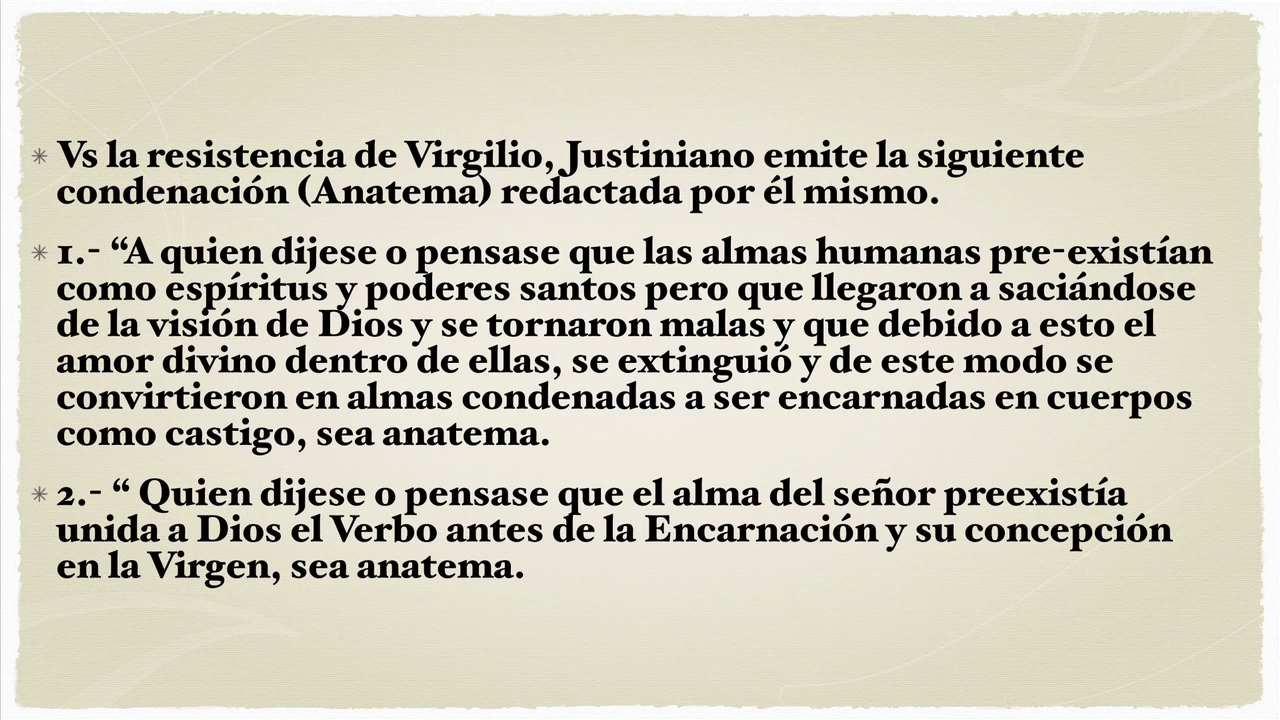 Vs la resistencia de Virgilio, Justiniano emite la siguiente
condenación (Anatema) redactada por él mismo.
1.- “A quien dijese o pensase que las almas humanas pre-existían
como espíritus y poderes santos pero que llegaron a saciándose
de la visión de Dios y se tornaron malas y que debido a esto el
amor divino dentro de ellas, se extinguió y de este modo se
convirtieron en almas condenadas a ser encarnadas en cuerpos
como castigo, sea anatema.
2.- “ Quien dijese o pensase que el alma del señor preexistía
unida a Dios el Verbo antes de la Encarnación y su concepción
en la Virgen, sea anatema.